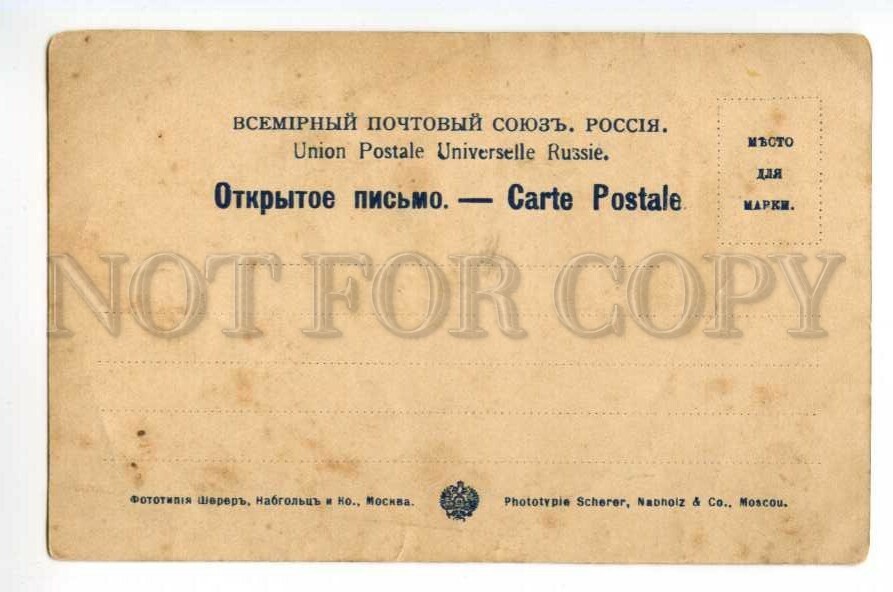 ВСЕМІРНЫЙ ПОЧТОВЫЙ СОЮЗЪ. РОССІЯ.
Union Postale Universelle Russie.
Открытое письмо. — Carte Postale
МѢСТО
ДЛЯ
МАРКИ.
NOT FOR COPY
Фототипія Шереръ, Набгольцъ и Ко., Москва.
Phototypie Scherer, Nabholz & Co., Moscou.